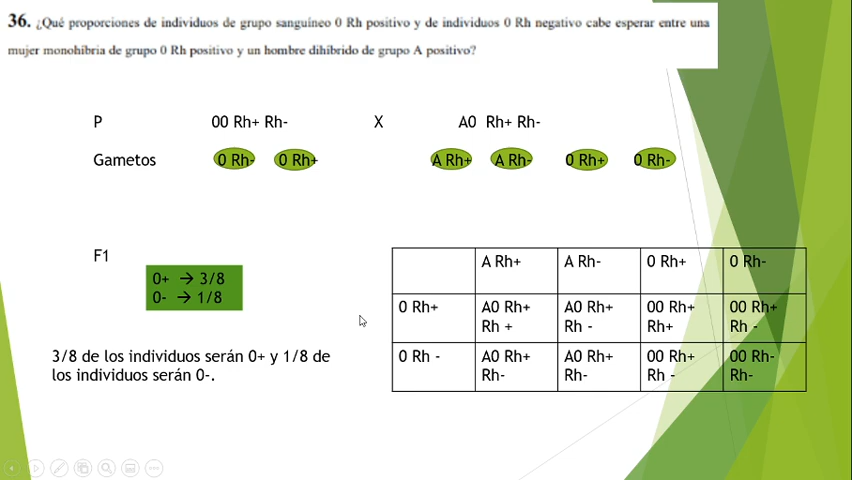 36. ¿Qué proporciones de individuos de grupo sanguíneo 0 Rh positivo y de individuos 0 Rh negativo cabe esperar entre una
mujer monohíbria de grupo 0 Rh positivo y un hombre dihíbrido de grupo A positivo?
P 00 Rh+ Rh- X A0 Rh+ Rh-
Gametos 0 Rh- 0 Rh+ A Rh+ A Rh- 0 Rh+ 0 Rh-
F1
0+ → 3/8
0- → 1/8
3/8 de los individuos serán 0+ y 1/8 de
los individuos serán 0-.
A Rh+ A Rh- 0 Rh+ 0 Rh-
0 Rh+ A0 Rh+ A0 Rh+ 00 Rh+ 00 Rh+
Rh + Rh - Rh+ Rh -
0 Rh - A0 Rh+ A0 Rh+ 00 Rh+ 00 Rh-
Rh- Rh- Rh - Rh-